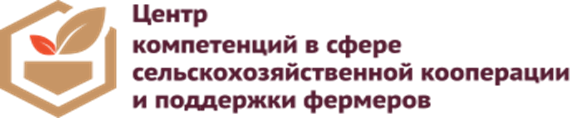 Центр
компетенций в сфере
сельскохозяйственной кооперации
и поддержки фермеров